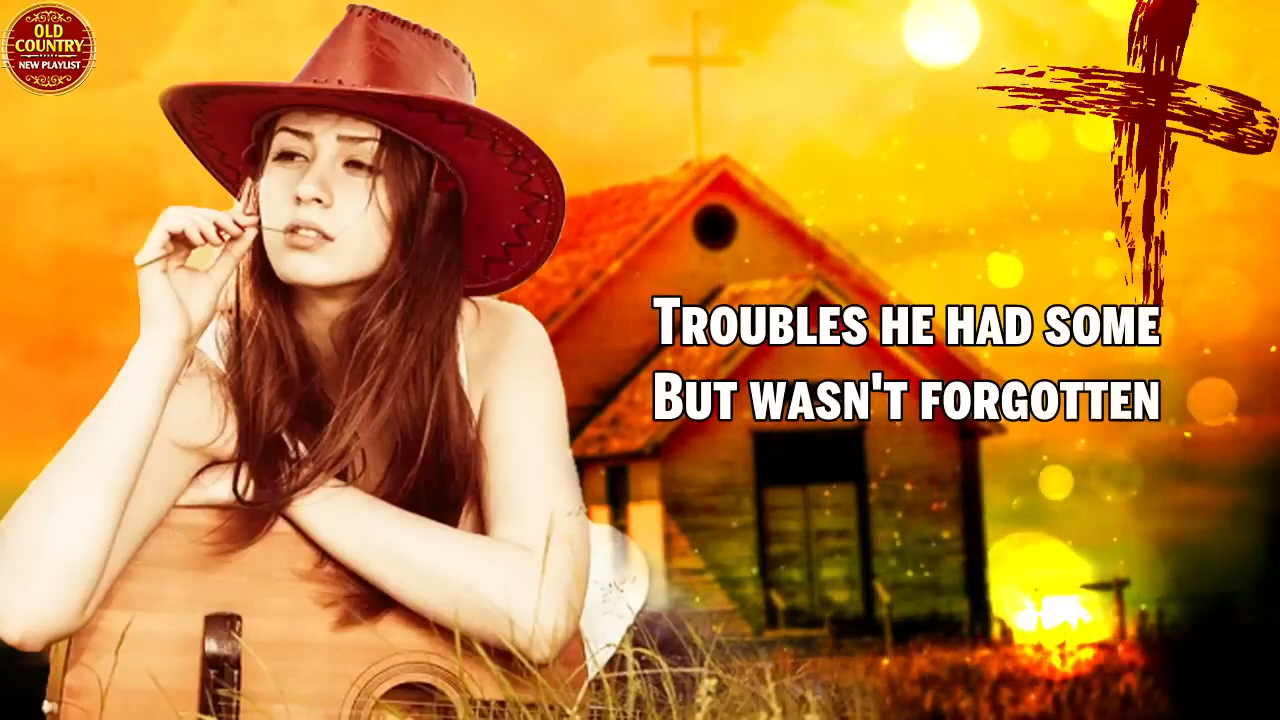 OLD
COUNTRY
NEW PLAYLIST
TROUBLES HE HAD SOME
BUT WASN'T FORGOTTEN